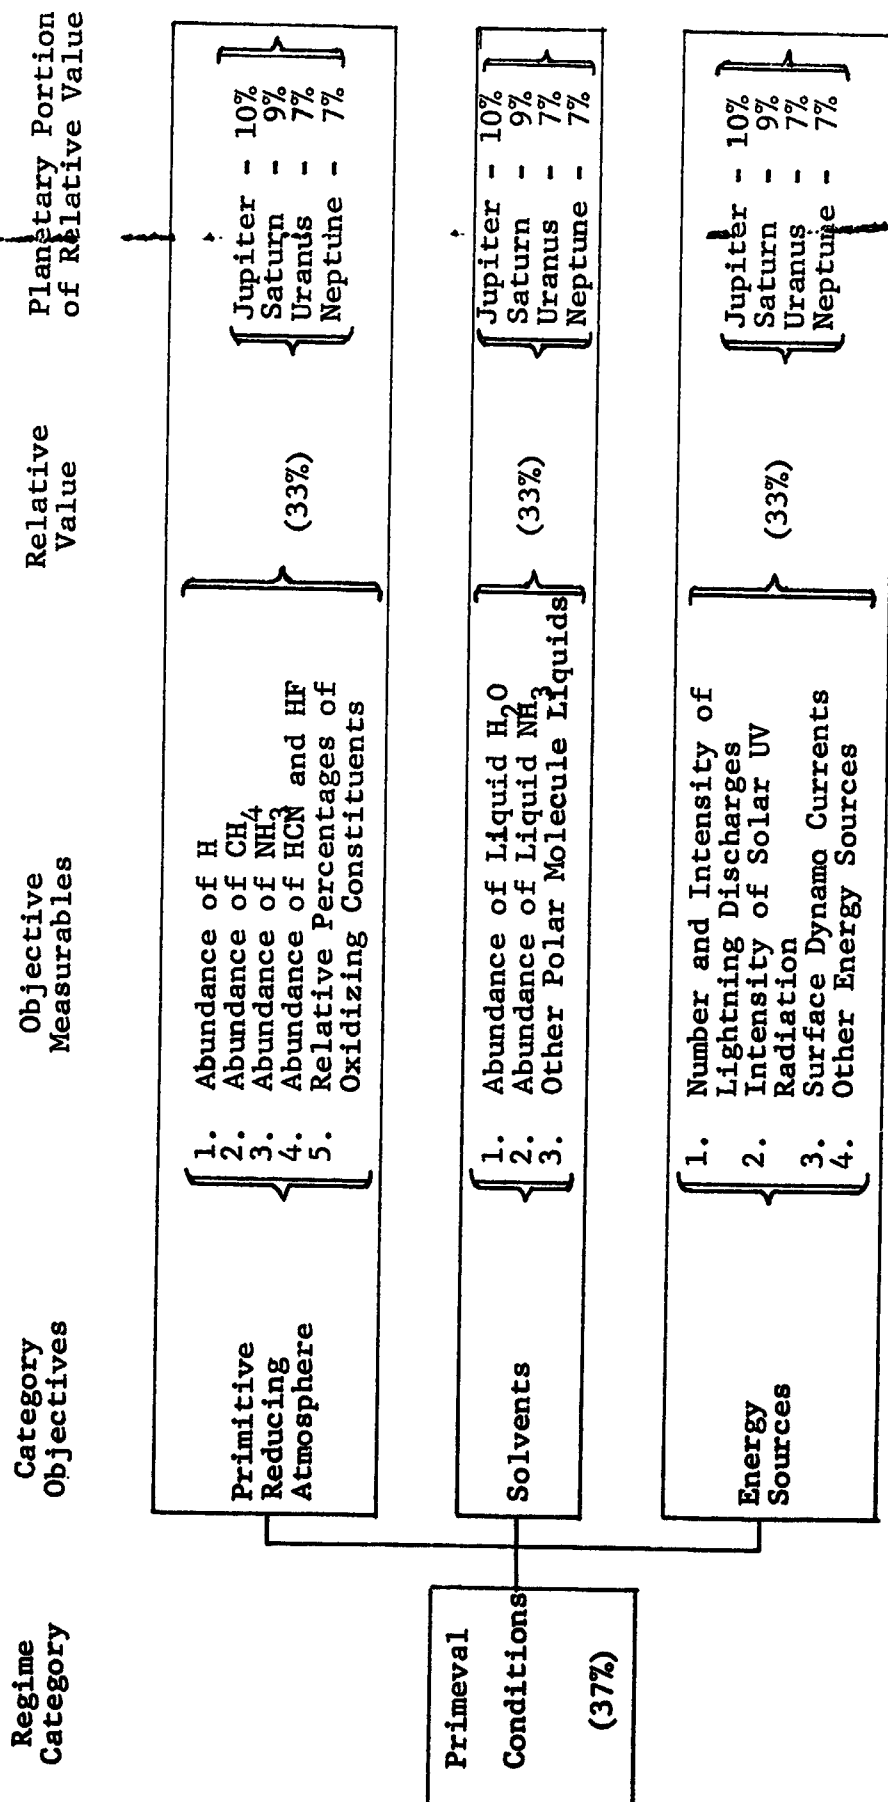 Regime
Category
Category
Objectives
Objective
Measurables
Relative
Value
Planetary Portion
of Relative Value
Primeval
Conditions
(37%)
Primitive
Reducing
Atmosphere
1. Abundance of H
2. Abundance of CH4
3. Abundance of NH3
4. Abundance of HCN and HF
5. Relative Percentages of
Oxidizing Constituents
(33%)
Jupiter - 10%
Saturn - 9%
Uranus - 7%
Neptune - 7%
Solvents
1. Abundance of Liquid H2O
2. Abundance of Liquid NH3
3. Other Polar Molecule Liquids
(33%)
Jupiter - 10%
Saturn - 9%
Uranus - 7%
Neptune - 7%
Energy
Sources
1. Number and Intensity of
Lightning Discharges
2. Intensity of Solar UV
Radiation
3. Surface Dynamo Currents
4. Other Energy Sources
(33%)
Jupiter - 10%
Saturn - 9%
Uranus - 7%
Neptune - 7%